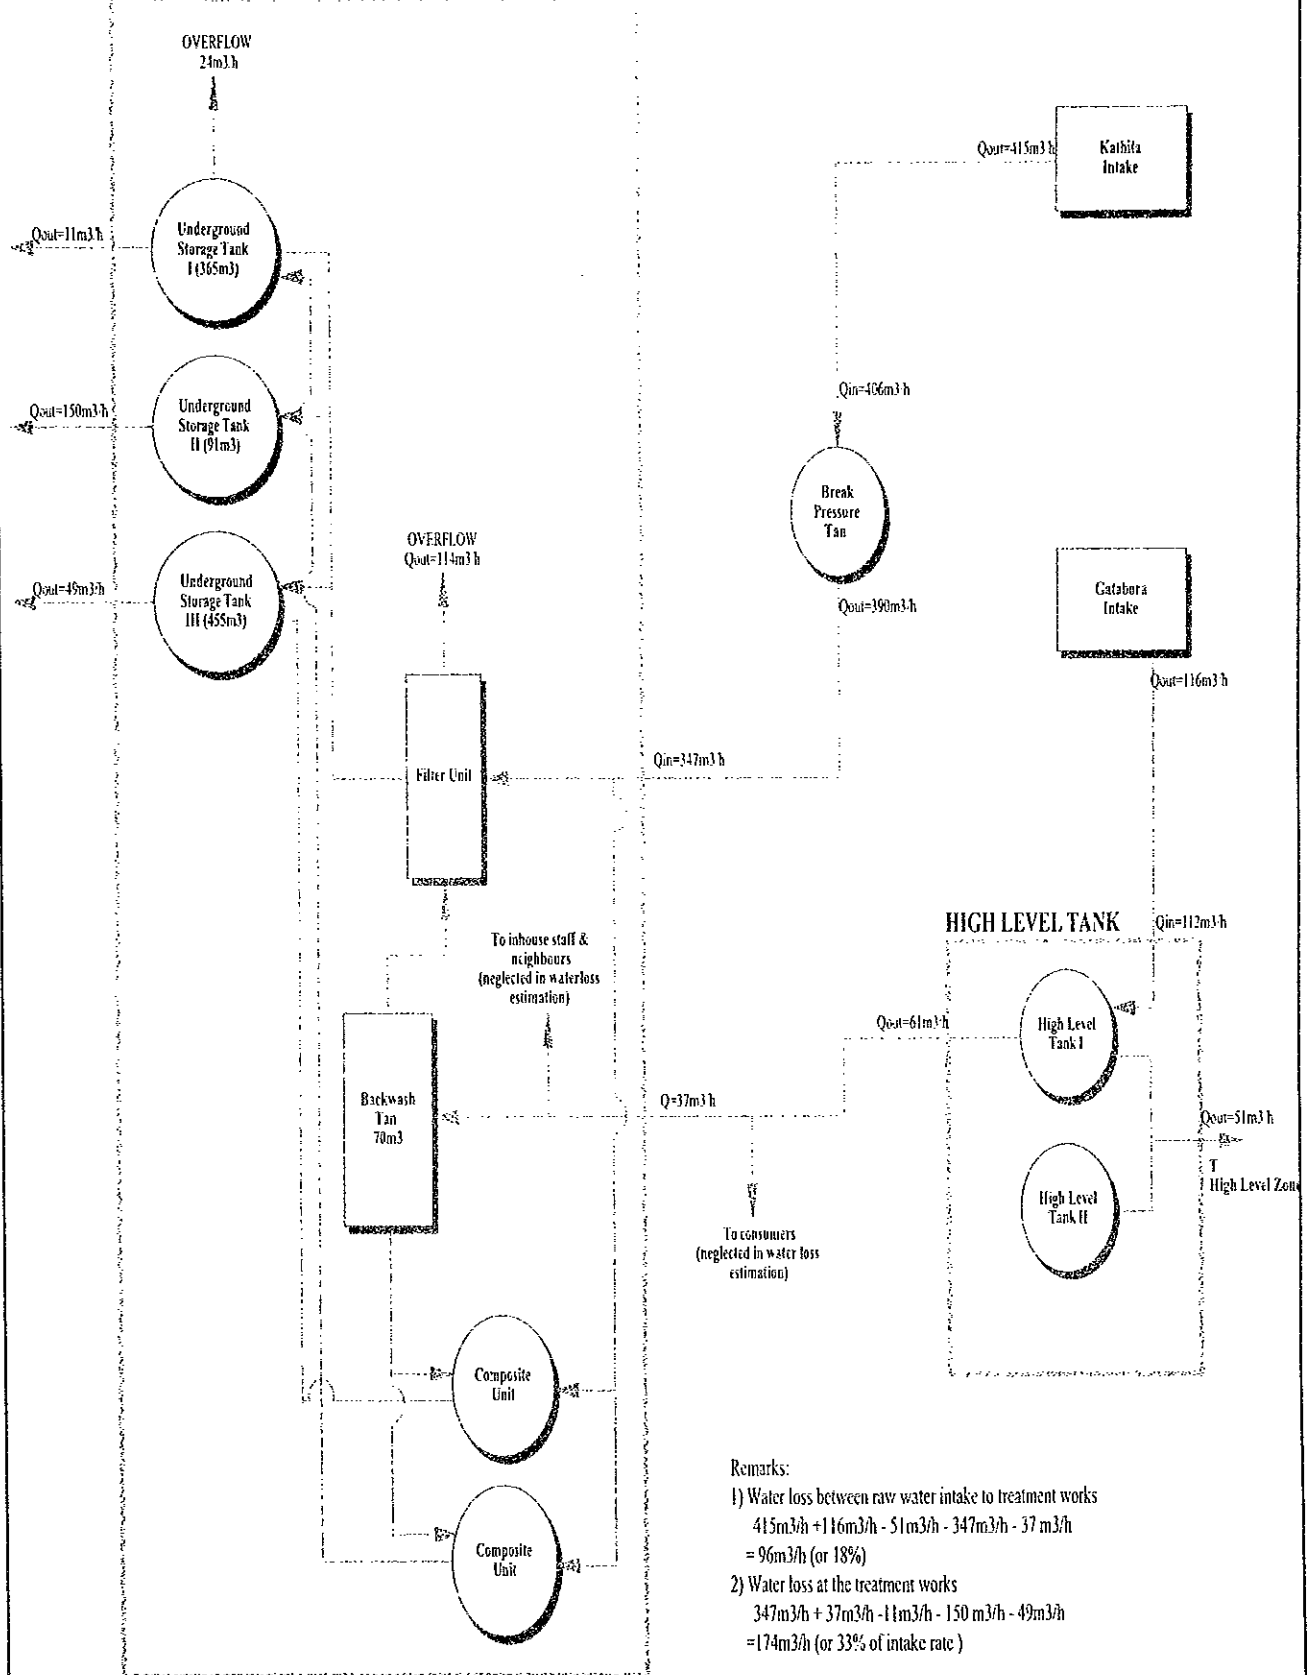 OVERFLOW
24m3/h
Qout=415m3/h
Kathita
Intake
Qout=11m3/h
Underground
Storage Tank
I (365m3)
Qin=406m3/h
Qout=150m3/h
Underground
Storage Tank
II (91m3)
Break
Pressure
Tan
OVERFLOW
Qout=114m3/h
Qout=49m3/h
Underground
Storage Tank
III (455m3)
Qout=390m3/h
Gatabora
Intake
Qout=116m3/h
Filter Unit
Qin=347m3/h
HIGH LEVEL TANK
Qin=112m3/h
To inhouse staff &
neighbours
(neglected in waterloss
estimation)
Qout=61m3/h
High Level
Tank I
Backwash
Tan
70m3
Q=37m3/h
Qout=51m3/h
T
High Level Zone
High Level
Tank II
To consumers
(neglected in water loss
estimation)
Composite
Unit
Composite
Unit
Remarks:
1) Water loss between raw water intake to treatment works
415m3/h +116m3/h - 51m3/h - 347m3/h - 37 m3/h
= 96m3/h (or 18%)
2) Water loss at the treatment works
347m3/h + 37m3/h -11m3/h - 150 m3/h - 49m3/h
=174m3/h (or 33% of intake rate )